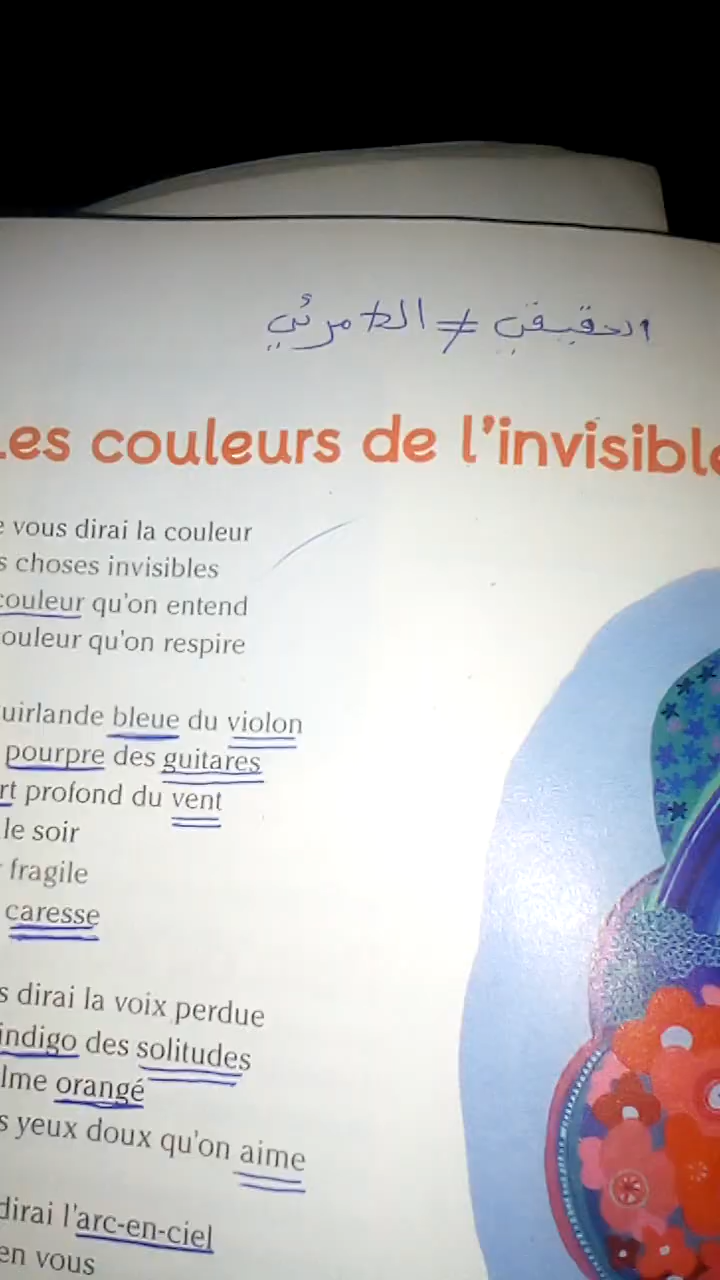 الحقيقي ≠ المرئي
Les couleurs de l'invisible
e vous dirai la couleur
s choses invisibles
couleur qu'on entend
ouleur qu'on respire
uirlande bleue du violon
pourpre des guitares
rt profond du vent
le soir
fragile
caresse
s dirai la voix perdue
indigo des solitudes
lme orangé
s yeux doux qu'on aime
dirai l'arc-en-ciel
en vous